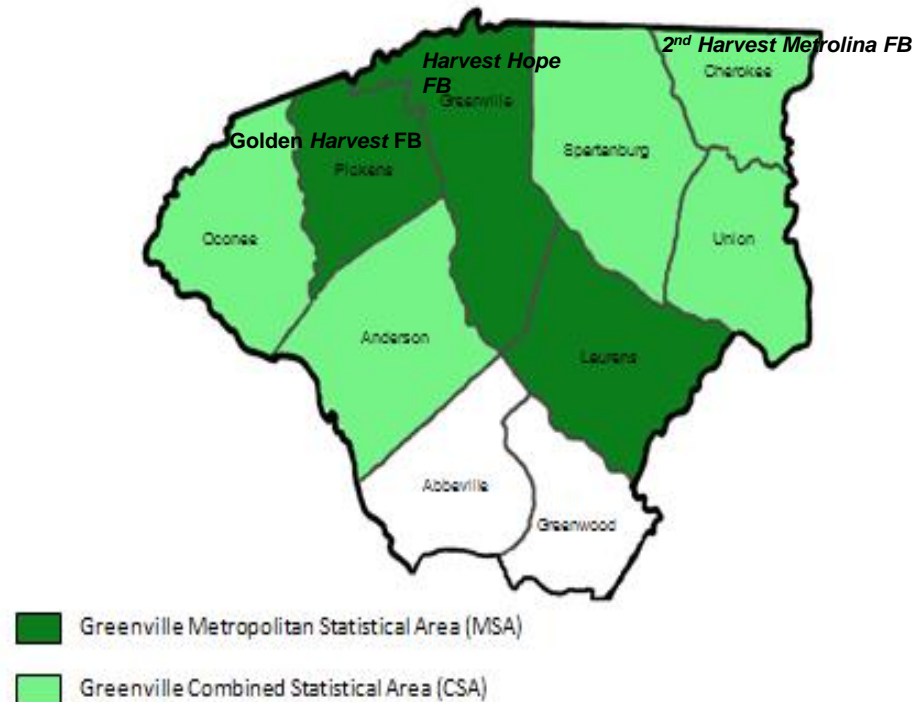 2nd Harvest Metrolina FB
Harvest Hope
FB
Cherokee
Greenville
Golden Harvest FB
Spartanburg
Pickens
Oconee
Union
Anderson
Laurens
Abbeville
Greenwood
Greenville Metropolitan Statistical Area (MSA)
Greenville Combined Statistical Area (CSA)